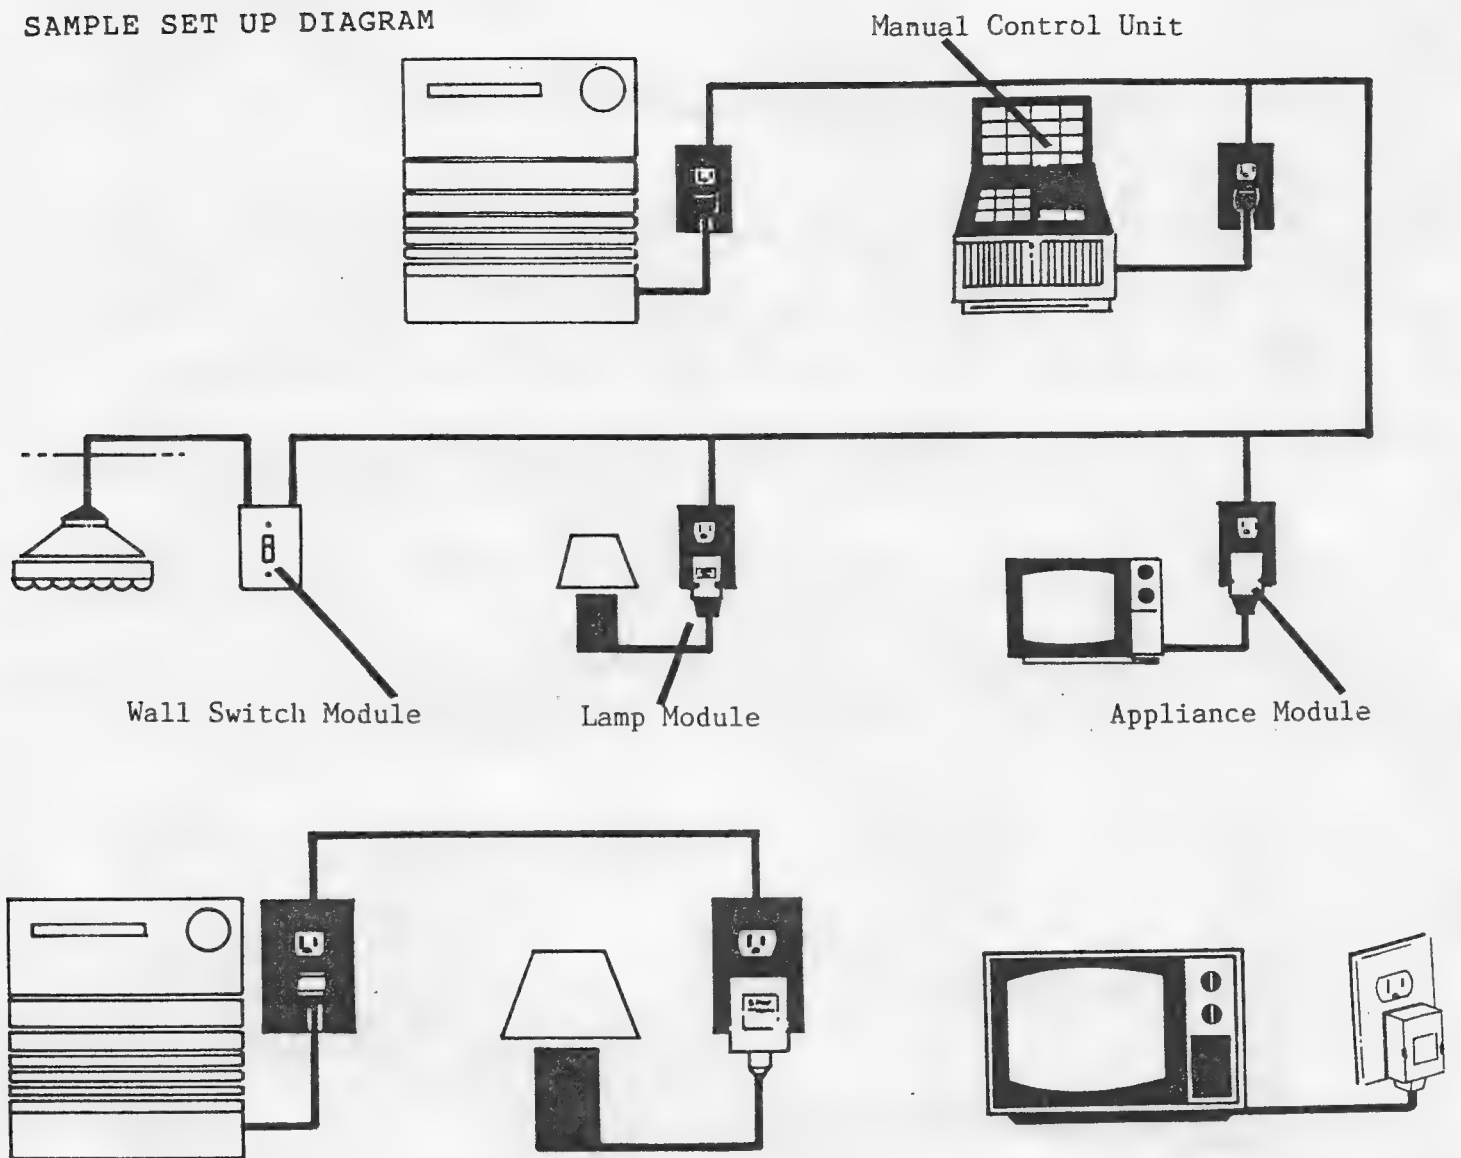 SAMPLE SET UP DIAGRAM
Manual Control Unit
Wall Switch Module
Lamp Module
Appliance Module